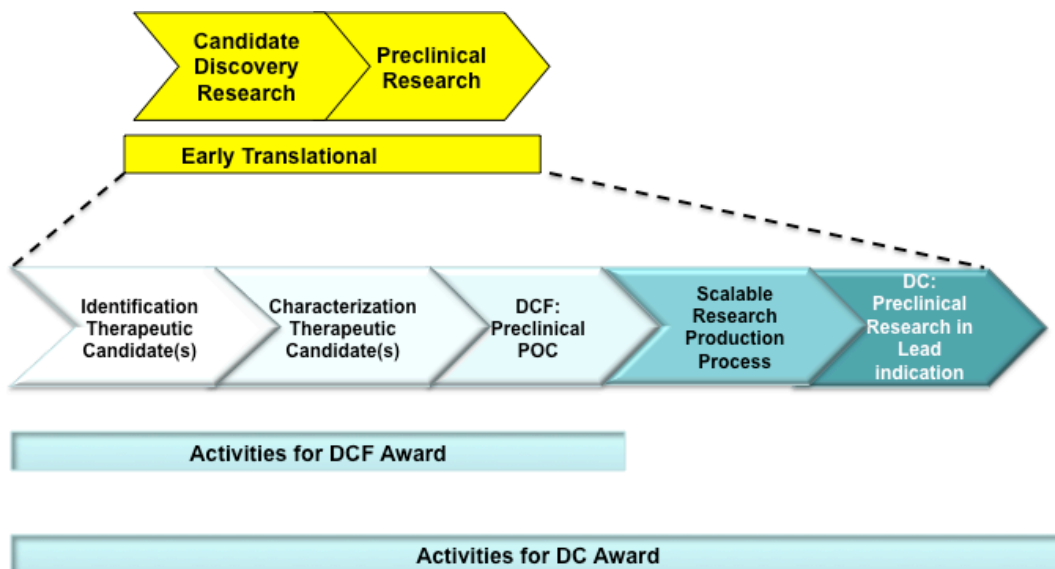 Candidate
Discovery
Research
Preclinical
Research
Early Translational
Identification
Therapeutic
Candidate(s)
Characterization
Therapeutic
Candidate(s)
DCF:
Preclinical
POC
Scalable
Research
Production
Process
DC:
Preclinical
Research in
Lead
indication
Activities for DCF Award
Activities for DC Award